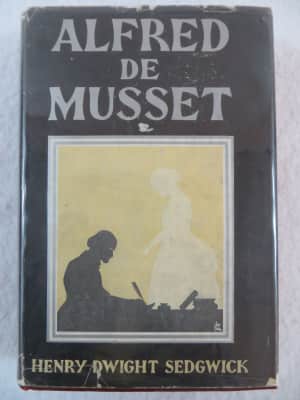 ALFRED
DE
MUSSET
HENRY DWIGHT SEDGWICK